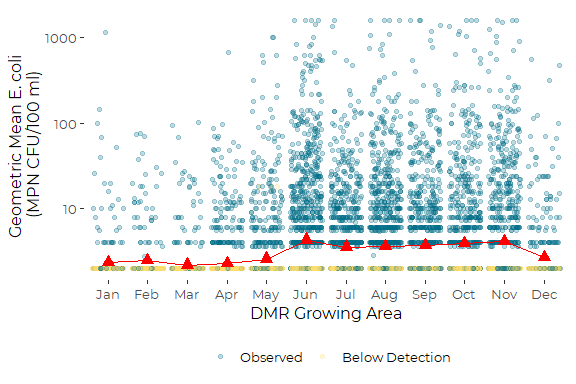 Geometric Mean E. coli
(MPN CFU/100 ml)
1000
100
10
Jan Feb Mar Apr May Jun Jul Aug Sep Oct Nov Dec
DMR Growing Area
Observed Below Detection